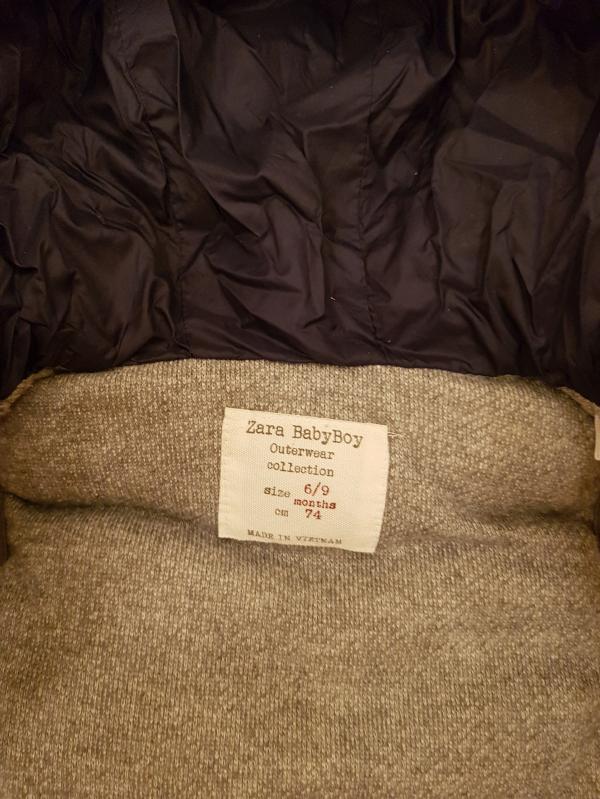 Zara BabyBoy
Outerwear
collection
size 6/9
months
cm 74
MADE IN VIETNAM